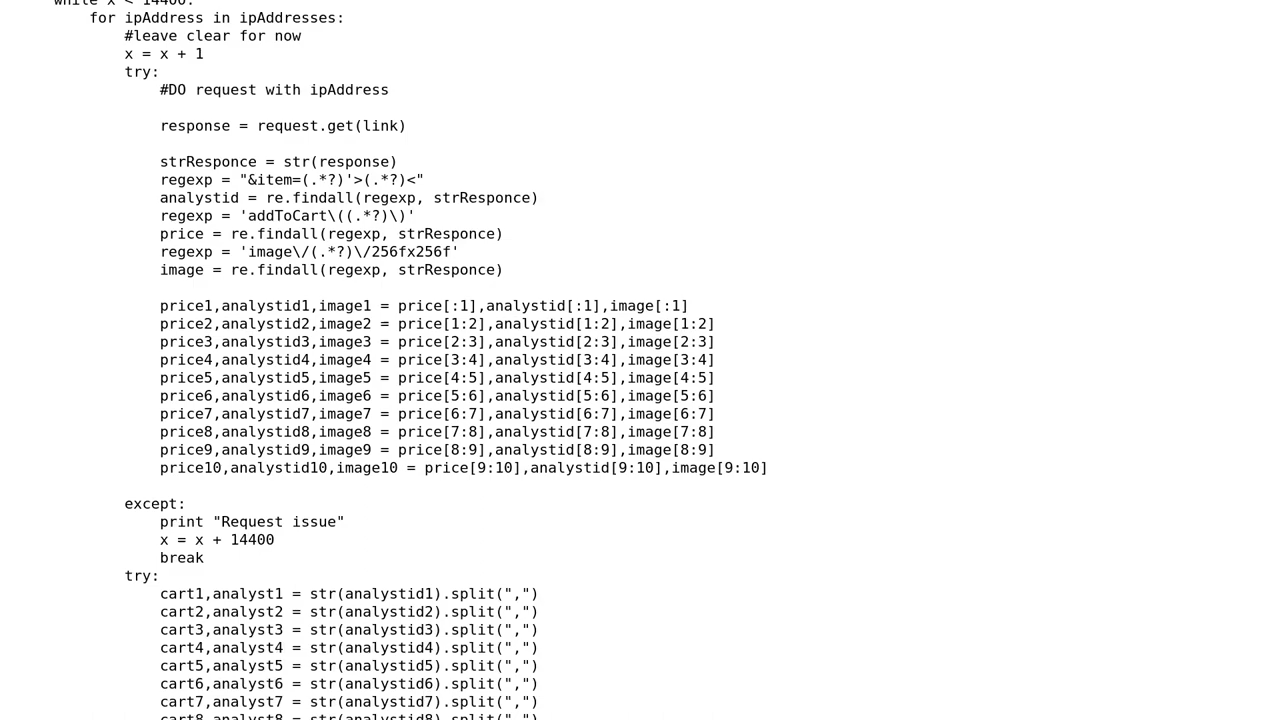 while x < 14400:
for ipAddress in ipAddresses:
#leave clear for now
x = x + 1
try:
#DO request with ipAddress
response = request.get(link)
strResponce = str(response)
regexp = "&item=(.*?)'>(.*?)<"
analystid = re.findall(regexp, strResponce)
regexp = 'addToCart\((.*?)\)'
price = re.findall(regexp, strResponce)
regexp = 'image\/(.*?)\/256fx256f'
image = re.findall(regexp, strResponce)
price1,analystid1,image1 = price[:1],analystid[:1],image[:1]
price2,analystid2,image2 = price[1:2],analystid[1:2],image[1:2]
price3,analystid3,image3 = price[2:3],analystid[2:3],image[2:3]
price4,analystid4,image4 = price[3:4],analystid[3:4],image[3:4]
price5,analystid5,image5 = price[4:5],analystid[4:5],image[4:5]
price6,analystid6,image6 = price[5:6],analystid[5:6],image[5:6]
price7,analystid7,image7 = price[6:7],analystid[6:7],image[6:7]
price8,analystid8,image8 = price[7:8],analystid[7:8],image[7:8]
price9,analystid9,image9 = price[8:9],analystid[8:9],image[8:9]
price10,analystid10,image10 = price[9:10],analystid[9:10],image[9:10]
except:
print "Request issue"
x = x + 14400
break
try:
cart1,analyst1 = str(analystid1).split(",")
cart2,analyst2 = str(analystid2).split(",")
cart3,analyst3 = str(analystid3).split(",")
cart4,analyst4 = str(analystid4).split(",")
cart5,analyst5 = str(analystid5).split(",")
cart6,analyst6 = str(analystid6).split(",")
cart7,analyst7 = str(analystid7).split(",")
cart8,analyst8 = str(analystid8).split(",")